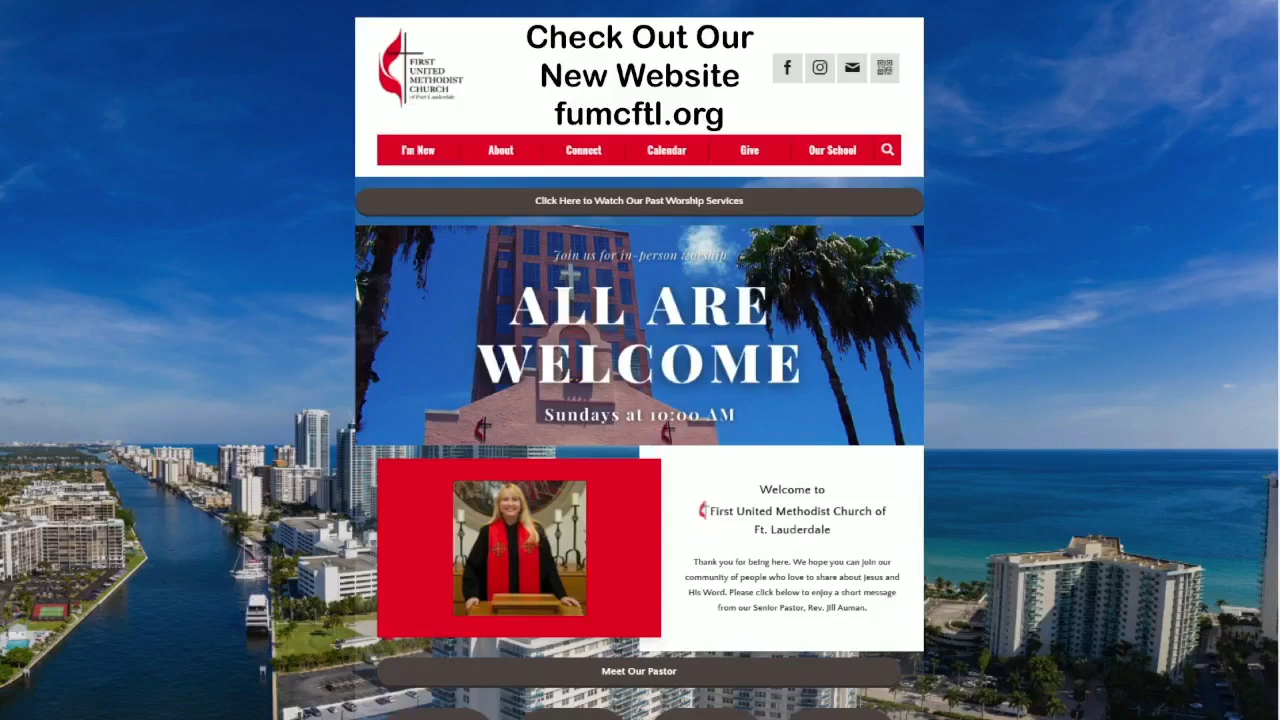 FIRST
UNITED
METHODIST
CHURCH
of Fort Lauderdale
Check Out Our
New Website
fumcftl.org
I'm New
About
Connect
Calendar
Give
Our School
Click Here to Watch Our Past Worship Services
Join us for in-person worship
ALL ARE
WELCOME
Sundays at 10:00 AM
Welcome to
First United Methodist Church of
Ft. Lauderdale
Thank you for being here. We hope you can join our
community of people who love to share about Jesus and
His Word. Please click below to enjoy a short message
from our Senior Pastor, Rev. Jill Auman.
Meet Our Pastor